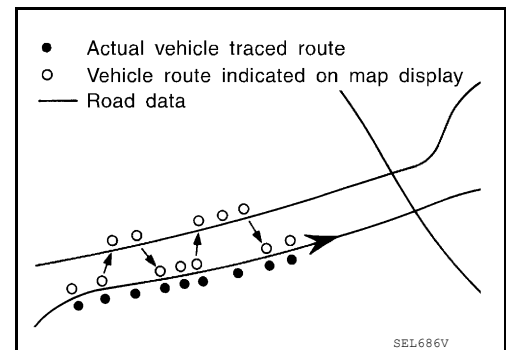 Actual vehicle traced route
Vehicle route indicated on map display
Road data
SEL686V